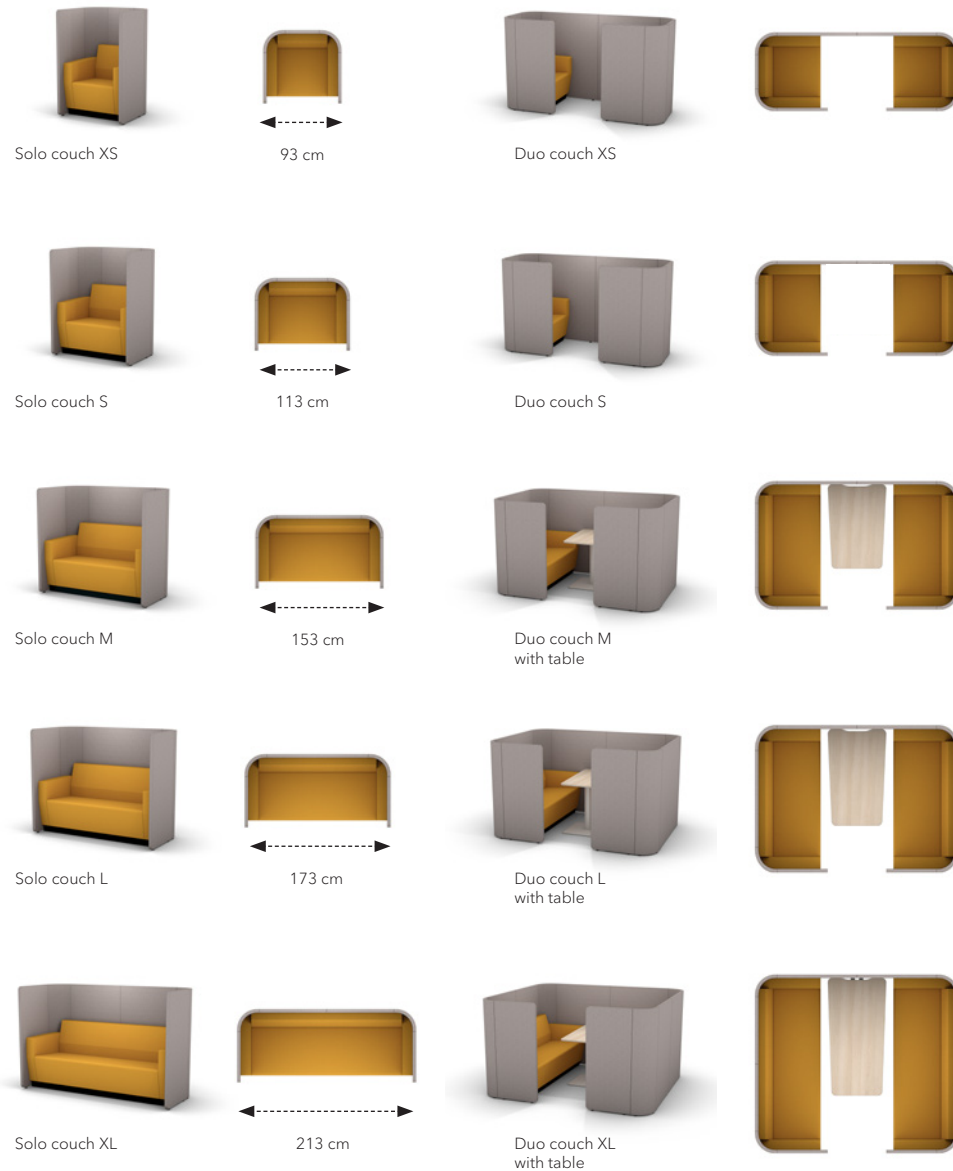 Solo couch XS
93 cm
Duo couch XS
Solo couch S
113 cm
Duo couch S
Solo couch M
153 cm
Duo couch M
with table
Solo couch L
173 cm
Duo couch L
with table
Solo couch XL
213 cm
Duo couch XL
with table